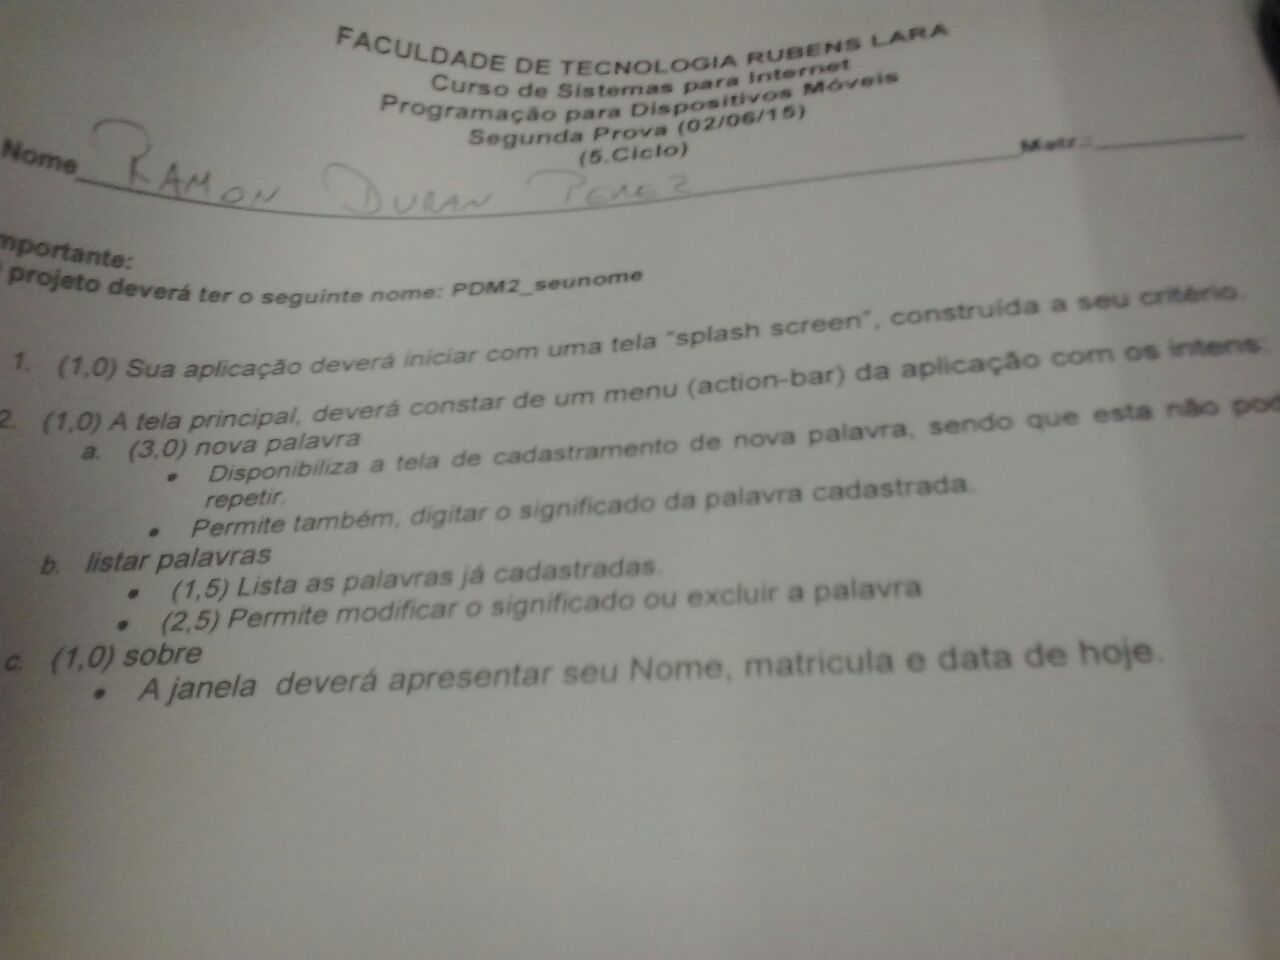 FACULDADE DE TECNOLOGIA RUBENS LARA
Curso de Sistemas para Internet
Programação para Dispositivos Móveis
Segunda Prova (02/06/15)
(5.Ciclo)
Nome RAMON DURAN PEREZ Matr.:
mportante:
projeto deverá ter o seguinte nome: PDM2_seunome
1. (1,0) Sua aplicação deverá iniciar com uma tela "splash screen", construída a seu critério.
2. (1,0) A tela principal, deverá constar de um menu (action-bar) da aplicação com os intens:
a. (3,0) nova palavra
• Disponibiliza a tela de cadastramento de nova palavra, sendo que esta não pod
repetir.
• Permite também, digitar o significado da palavra cadastrada.
b. listar palavras
• (1,5) Lista as palavras já cadastradas.
• (2,5) Permite modificar o significado ou excluir a palavra
c. (1,0) sobre
• A janela deverá apresentar seu Nome, matricula e data de hoje.